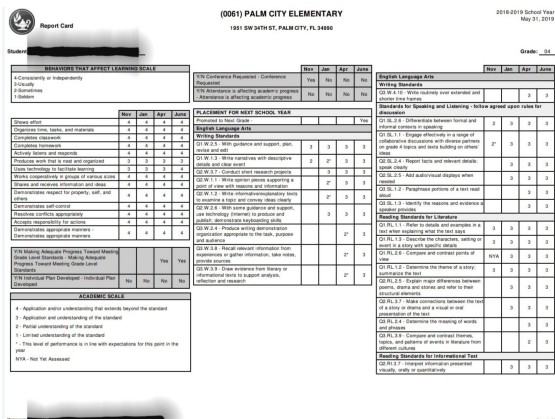 (0061) PALM CITY ELEMENTARY
2018-2019 School Year
May 31, 2019
Report Card
1951 SW 34TH ST, PALM CITY, FL 34990
Student
Grade: 04
BEHAVIORS THAT AFFECT LEARNING SCALE
4-Consistently or Independently
3-Usually
2-Sometimes
1-Seldom
Nov Jan Apr June
Shows effort 4 4 4 4
Organizes time, tasks, and materials 4 4 4 4
Completes classwork 4 4 4 4
Completes homework 4 4 4 4
Actively listens and responds 4 4 4 4
Produces work that is neat and organized 3 3 3 4
Uses technology to facilitate learning 3 3 3 4
Works cooperatively in groups of various sizes 4 4 4 4
Shares and receives information and ideas 4 4 4 4
Demonstrates respect for property, self, and
others 4 4 4 4
Demonstrates self-control 4 4 4 4
Resolves conflicts appropriately 4 4 4 4
Accepts responsibility for actions 4 4 4 4
Demonstrates appropriate manners -
Demonstrates appropriate manners 4 4 4 4
Y/N Making Adequate Progress Toward Meeting
Grade Level Standards - Making Adequate
Progress Toward Meeting Grade Level
Standards Yes Yes
Y/N Individual Plan Developed - Individual Plan
Developed No No No No
ACADEMIC SCALE
4 - Application and/or understanding that extends beyond the standard
3 - Application and understanding of the standard
2 - Partial understanding of the standard
1 - Limited understanding of the standard
* - This level of performance is in line with expectations for this point in the
year
NYA - Not Yet Assessed
Nov Jan Apr June
Y/N Conference Requested - Conference
Requested Yes No No No
Y/N Attendance is affecting academic progress
- Attendance is affecting academic progress No No No No
PLACEMENT FOR NEXT SCHOOL YEAR
Promoted to Next Grade Yes
English Language Arts
Writing Standards
Q1.W.2.5 - With guidance and support, plan,
revise and edit 3 3 3 3
Q1.W.1.3 - Write narratives with descriptive
details and clear event 2 2* 3 3
Q2.W.3.7 - Conduct short research projects 3 3 3
Q2.W.1.1 - Write opinion pieces supporting a
point of view with reasons and information 2* 3 3
Q2.W.1.2 - Write informative/explanatory texts
to examine a topic and convey ideas clearly 2* 3 3
Q2.W.2.6 - With some guidance and support,
use technology (Internet) to produce and
publish; demonstrate keyboarding skills 3 3 3
Q3.W.2.4 - Produce writing demonstration
organization appropriate to the task, purpose
and audience 2* 3
Q3.W.3.8 - Recall relevant information from
experiences or gather information, take notes,
provide sources 2* 3
Q3.W.3.9 - Draw evidence from literary or
informational texts to support analysis,
reflection and research 2* 3
Nov Jan Apr June
English Language Arts
Writing Standards
Q3.W.4.10 - Write routinely over extended and
shorter time frames 3 3
Standards for Speaking and Listening - follow agreed upon rules for
discussion
Q1.SL.2.6 - Differentiate between formal and
informal contexts in speaking 2 3 3 3
Q1.SL.1.1 - Engage effectively in a range of
collaborative discussions with diverse partners
on grade 4 topics and texts building on others'
ideas 2* 3 3 3
Q2.SL.2.4 - Report facts and relevant details;
speak clearly 3 3 3
Q2.SL.2.5 - Add audio/visual displays when
needed 3 3 3
Q3.SL.1.2 - Paraphrase portions of a text read
aloud 3 3
Q3.SL.1.3 - Identify the reasons and evidence a
speaker provides 3 3
Reading Standards for Literature
Q1.RL.1.1 - Refer to details and examples in a
text when explaining what the text says 3 3 3 3
Q1.RL.1.3 - Describe the characters, setting or
event in a story with specific details 3 3 3 3
Q1.RL.2.6 - Compare and contrast points of
view NYA 3 3 3
Q1.RL.1.2 - Determine the theme of a story;
summarize the text 3 3 3 3
Q2.RL.2.5 - Explain major differences between
poems, drama and stories and refer to their
structural elements 3 3 3
Q2.RL.3.7 - Make connections between the text
of a story or drama and a visual or oral
presentation of the text 3 3 3
Q3.RL.2.4 - Determine the meaning of words
and phrases 3 3
Q3.RL.3.9 - Compare and contrast themes,
topics, and patterns of events in literature from
different cultures 2 3
Reading Standards for Informational Text
Q2.RI.3.7 - Interpret information presented
visually, orally or quantitatively 3 3 3